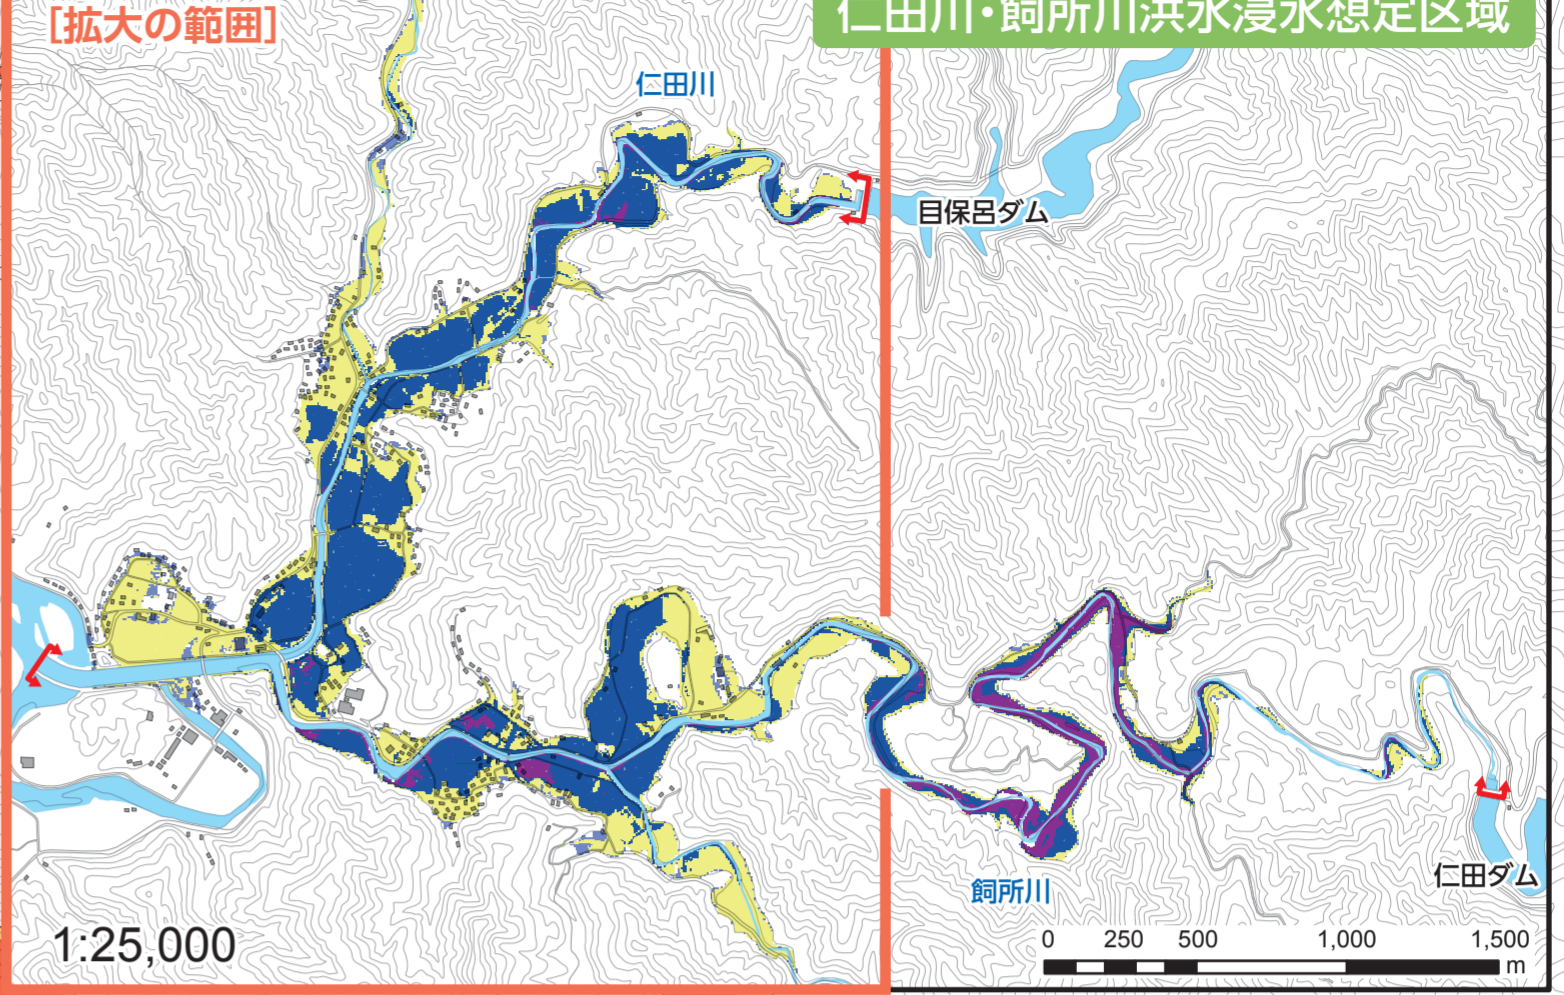 [拡大の範囲]
仁田川・飼所川洪水浸水想定区域
仁田川
目保呂ダム
仁田ダム
飼所川
1:25,000
0 250 500 1,000 1,500
m